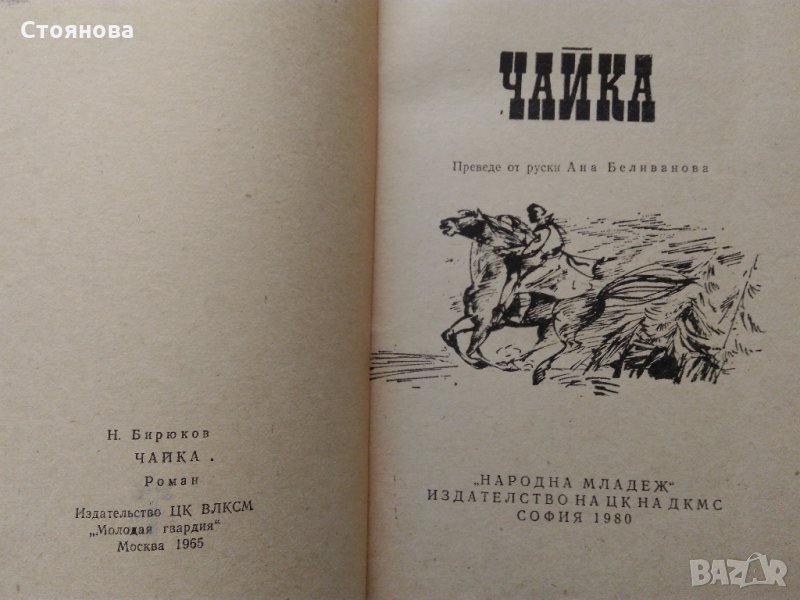 Стоянова
Н. Бирюков
ЧАЙКА.
Роман
Издательство ЦК ВЛКСМ
„Молодая гвардия“
Москва 1965
ЧАЙКА
Преведе от руски Ана Беливанова
„НАРОДНА МЛАДЕЖ“
ИЗДАТЕЛСТВО НА ЦК НА ДКМС
СОФИЯ 1980
BAZAR